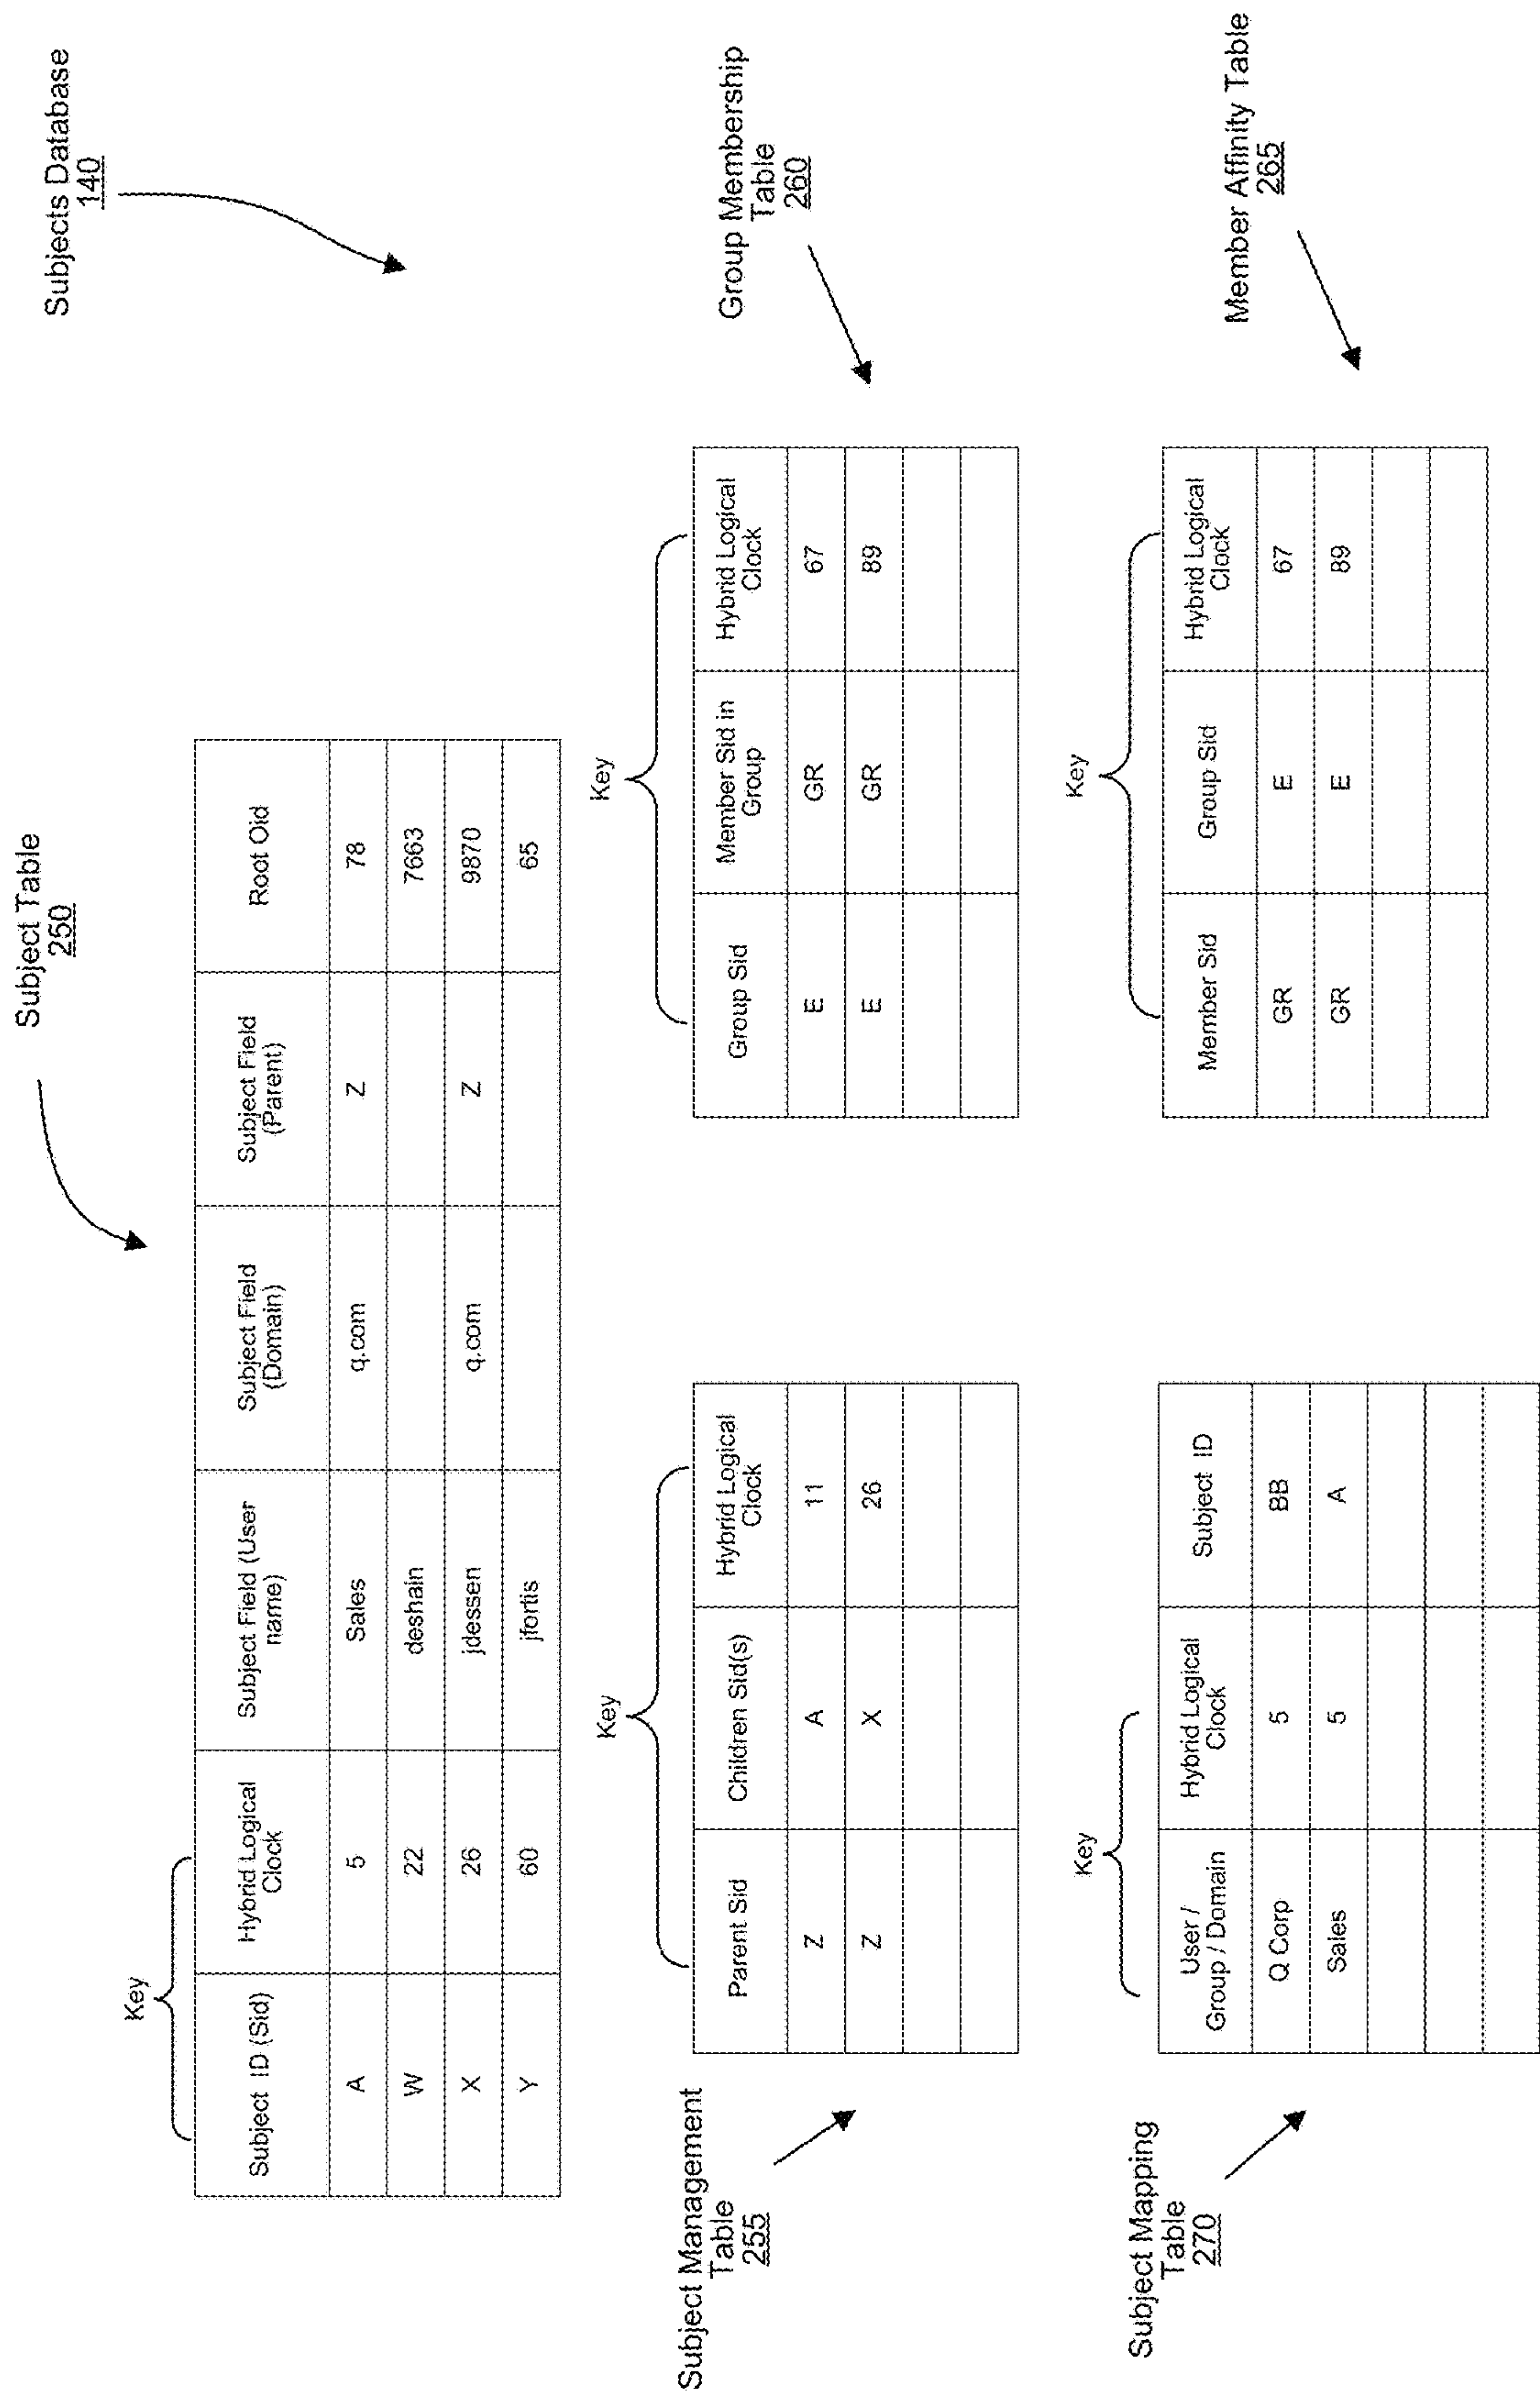 Subjects Database
140
Subject Table
250
Key
Subject ID (Sid)
Hybrid Logical
Clock
Subject Field (User
name)
Subject Field
(Domain)
Subject Field
(Parent)
Root Oid
A
5
Sales
q.com
Z
78
W
22
deshain
7663
X
26
jdessen
q.com
Z
9870
Y
60
jfortis
65
Subject Management
Table
255
Key
Parent Sid
Children Sid(s)
Hybrid Logical
Clock
Z
A
11
Z
X
26
Group Membership
Table
260
Key
Group Sid
Member Sid in
Group
Hybrid Logical
Clock
E
GR
67
E
GR
89
Subject Mapping
Table
270
Key
User /
Group / Domain
Hybrid Logical
Clock
Subject ID
Q Corp
5
BB
Sales
5
A
Member Affinity Table
265
Key
Member Sid
Group Sid
Hybrid Logical
Clock
GR
E
67
GR
E
89